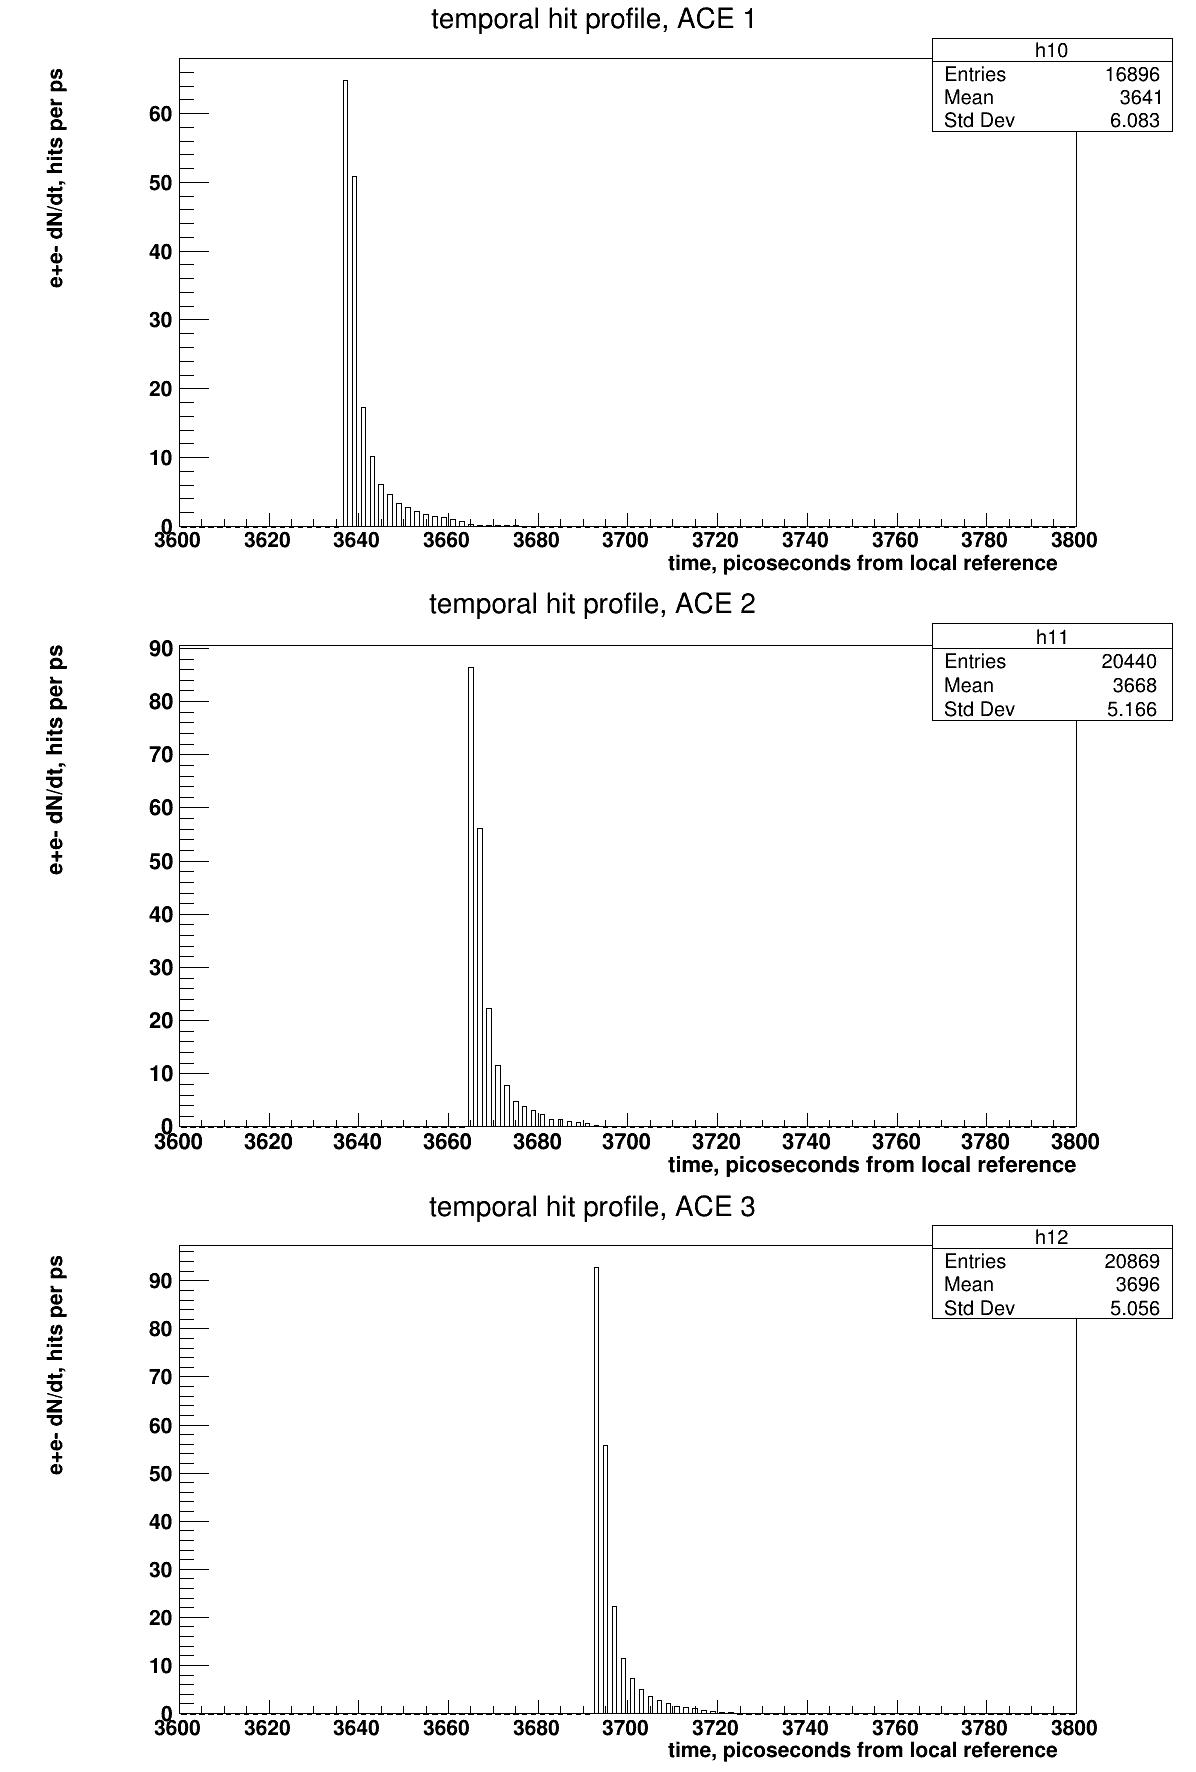 temporal hit profile, ACE 1
h10
Entries 16896
Mean 3641
Std Dev 6.083
e+e- dN/dt, hits per ps
60
50
40
30
20
10
0
3600 3620 3640 3660 3680 3700 3720 3740 3760 3780 3800
time, picoseconds from local reference
temporal hit profile, ACE 2
h11
Entries 20440
Mean 3668
Std Dev 5.166
e+e- dN/dt, hits per ps
90
80
70
60
50
40
30
20
10
0
3600 3620 3640 3660 3680 3700 3720 3740 3760 3780 3800
time, picoseconds from local reference
temporal hit profile, ACE 3
h12
Entries 20869
Mean 3696
Std Dev 5.056
e+e- dN/dt, hits per ps
90
80
70
60
50
40
30
20
10
0
3600 3620 3640 3660 3680 3700 3720 3740 3760 3780 3800
time, picoseconds from local reference